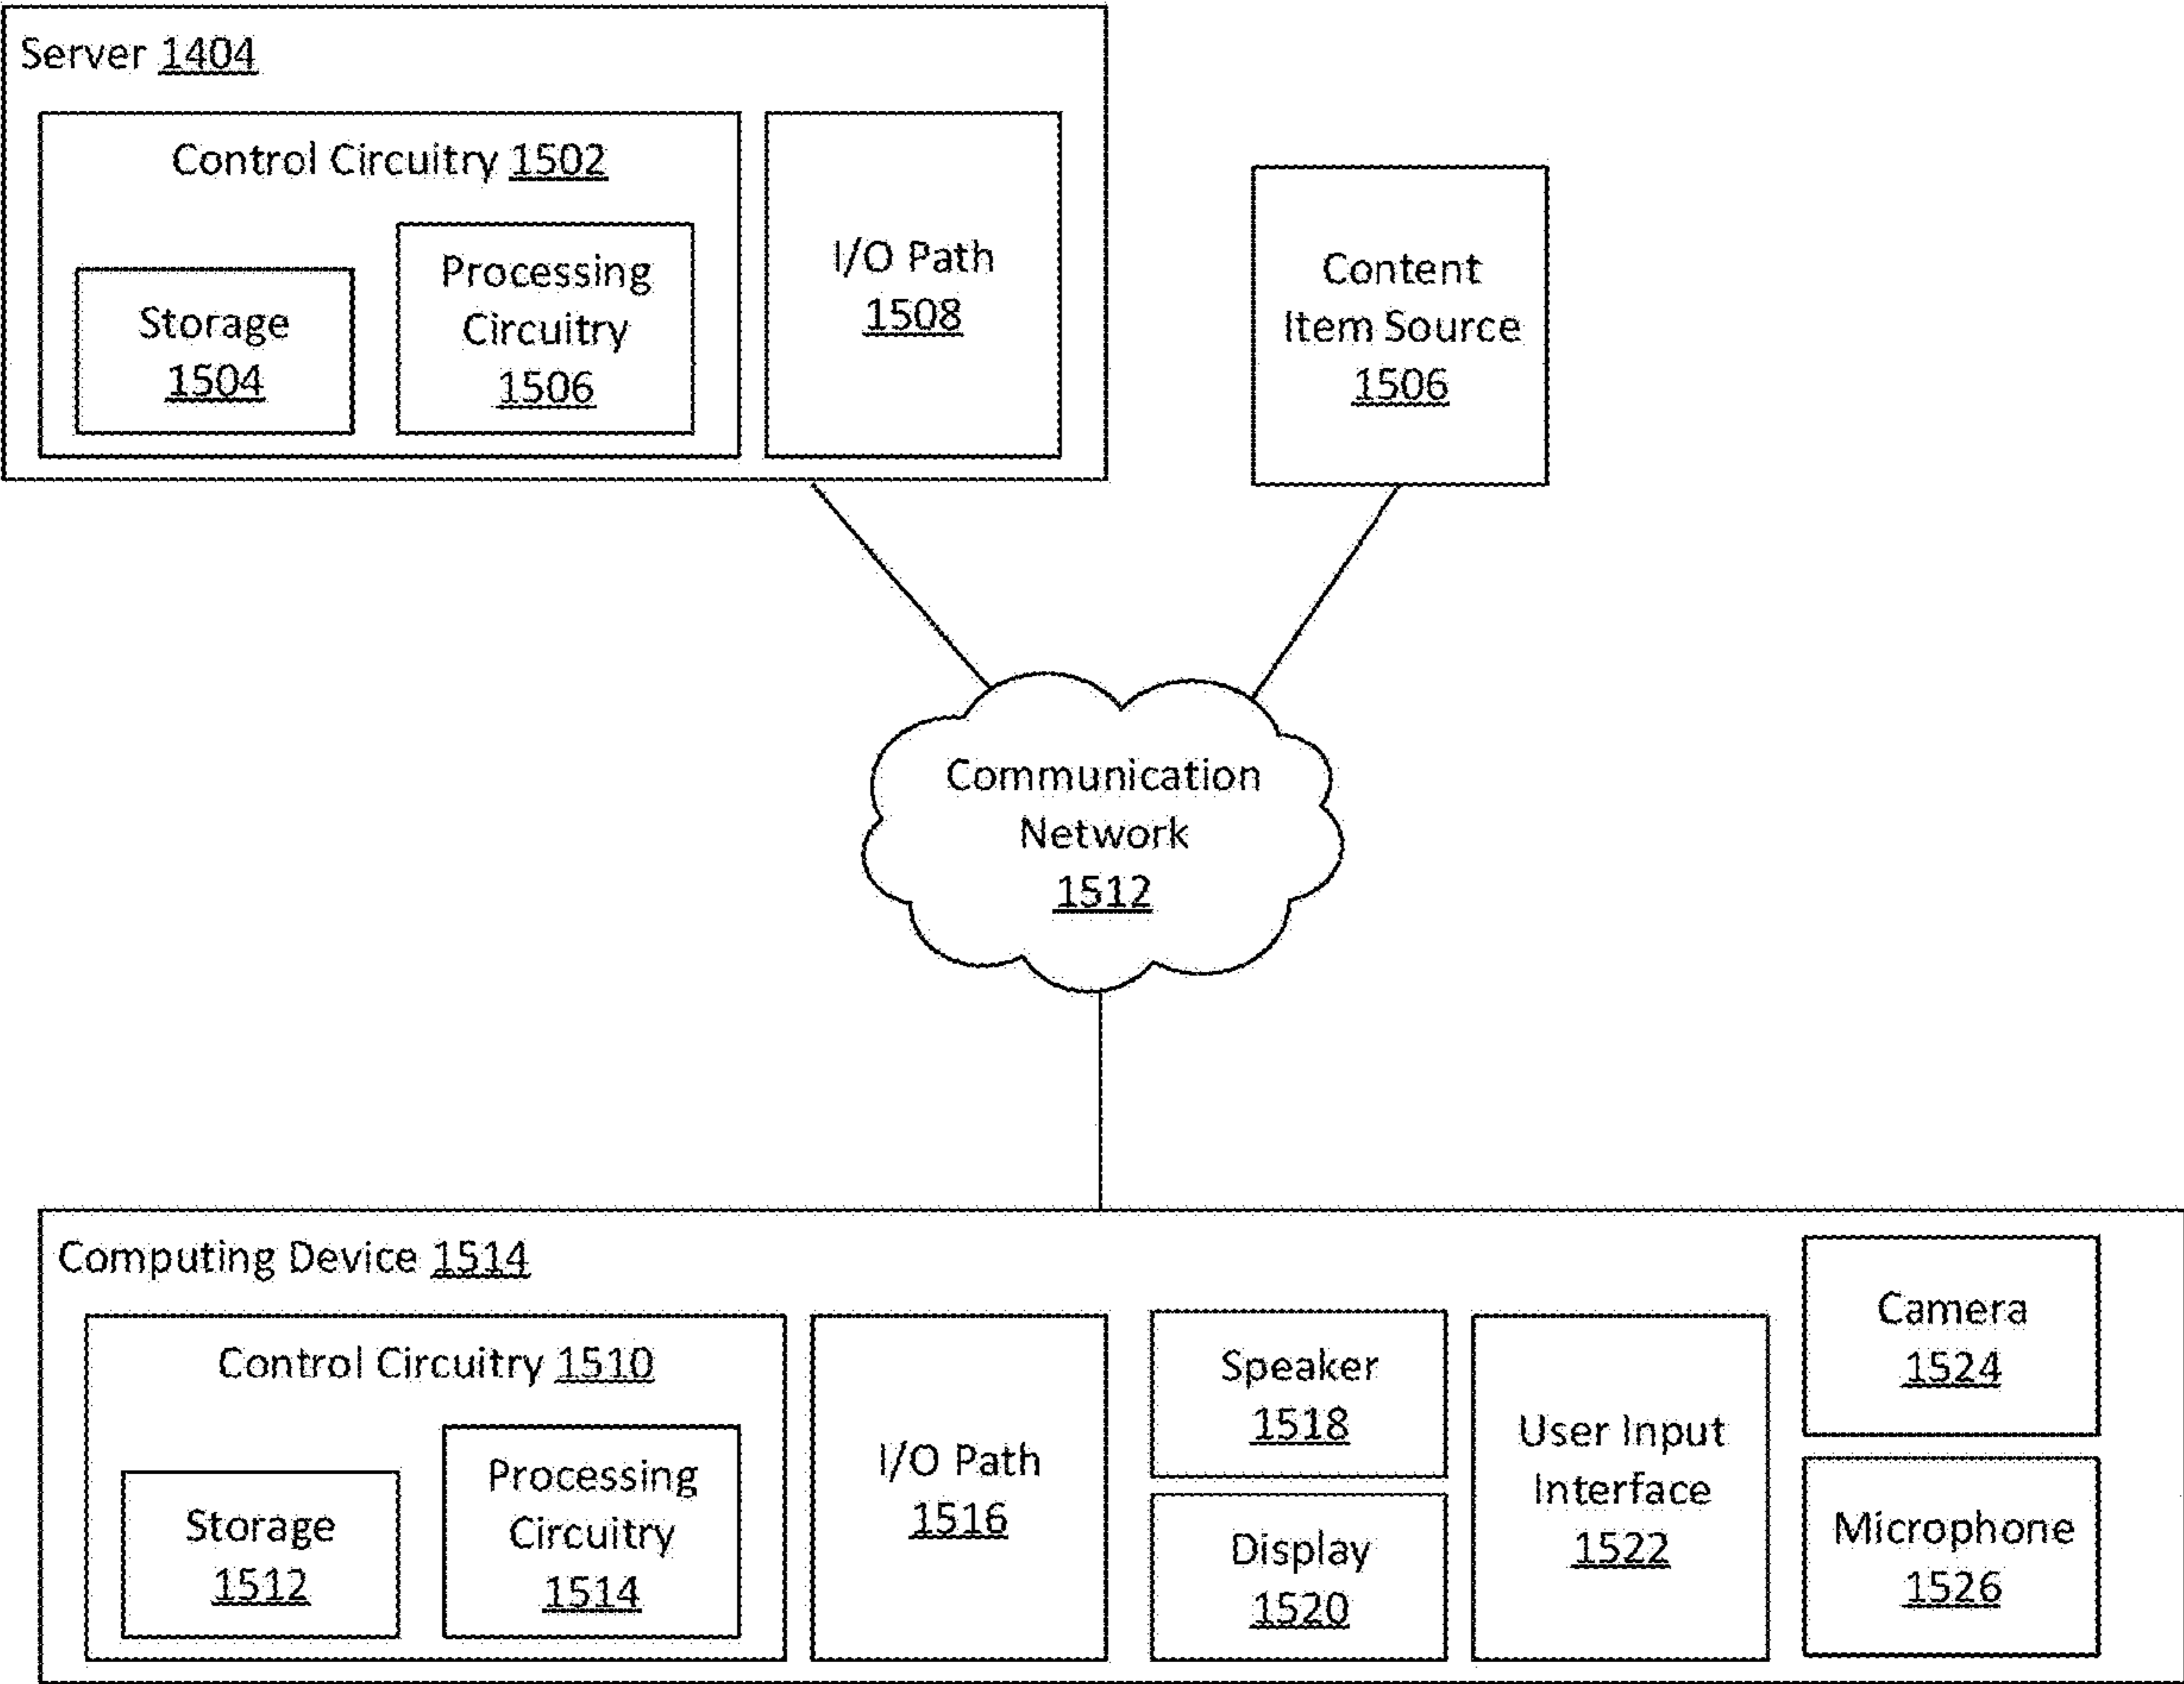 Server 1404
Control Circuitry 1502
Storage
1504
Processing
Circuitry
1506
I/O Path
1508
Content
Item Source
1506
Communication
Network
1512
Computing Device 1514
Control Circuitry 1510
Storage
1512
Processing
Circuitry
1514
I/O Path
1516
Speaker
1518
Display
1520
User Input
Interface
1522
Camera
1524
Microphone
1526